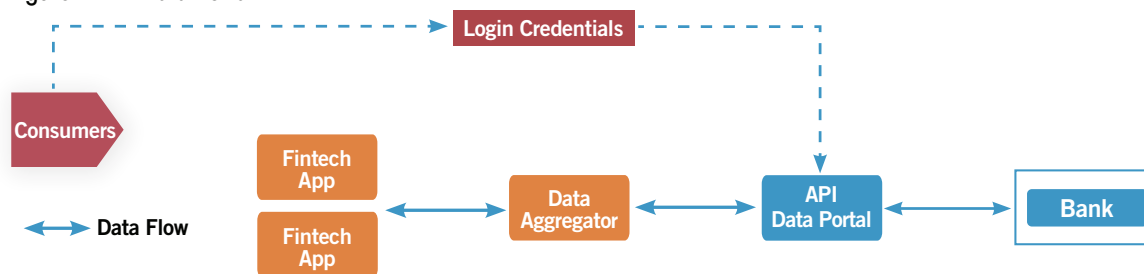 Login Credentials
Consumers
Fintech
App
Data
Aggregator
API
Data Portal
Bank
Fintech
App
Data Flow